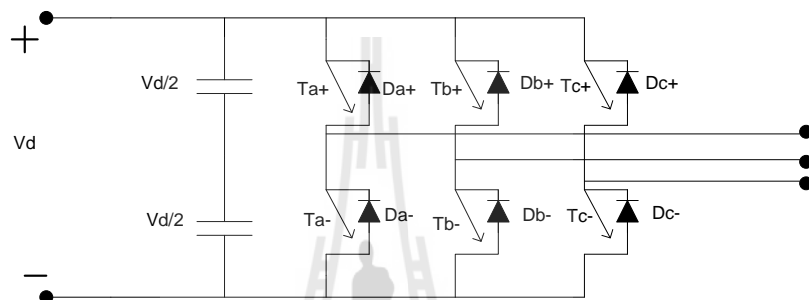 +
Vd/2
Ta+
Da+
Tb+
Db+
Tc+
Dc+
Vd
Vd/2
Ta-
Da-
Tb-
Db-
Tc-
Dc-
−